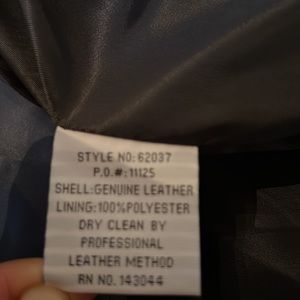 STYLE NO: 62037
P.O.#: 11125
SHELL:GENUINE LEATHER
LINING:100%POLYESTER
DRY CLEAN BY
PROFESSIONAL
LEATHER METHOD
RN NO. 143044